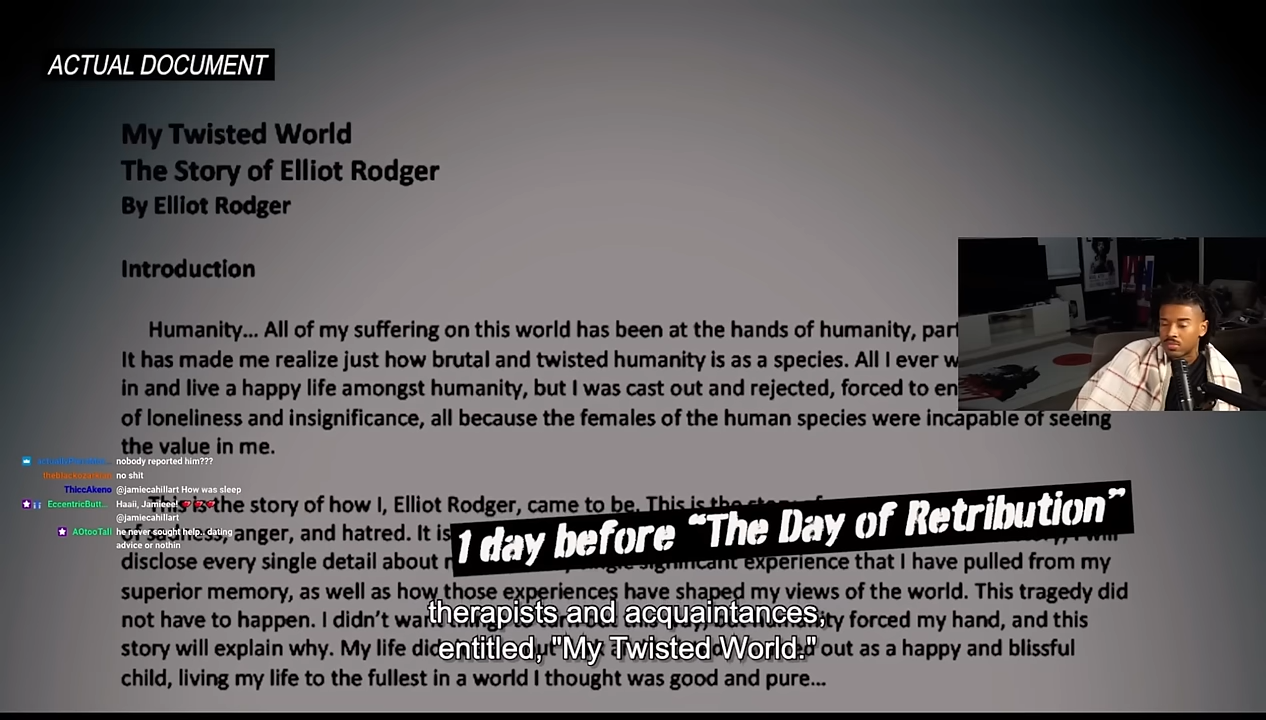 ACTUAL DOCUMENT
My Twisted World
The Story of Elliot Rodger
By Elliot Rodger
Introduction
Humanity... All of my suffering on this world has been at the hands of humanity, part
It has made me realize just how brutal and twisted humanity is as a species. All I ever w
in and live a happy life amongst humanity, but I was cast out and rejected, forced to en
of loneliness and insignificance, all because the females of the human species were incapable of seeing
the value in me.
nobody reported him???
theblackozarkian no shit
ThiccAkeno @jamiecahillart How was sleep
EccentricButt... Haaii, Jamieee!
@jamiecahillart
AOtooTall he never sought help.. dating
advice or nothin
This is the story of how I, Elliot Rodger, came to be. This is the
of sadness, anger, and hatred. It is
1 day before “The Day of Retribution”
will
disclose every single detail about significant experience that I have pulled from my
superior memory, as well as how those experiences have shaped my views of the world. This tragedy did
not have to happen. I didn’t humanity forced my hand, and this
story will explain why. My life out as a happy and blissful
child, living my life to the fullest in a world I thought was good and pure...
therapists and acquaintances,
entitled, "My Twisted World."